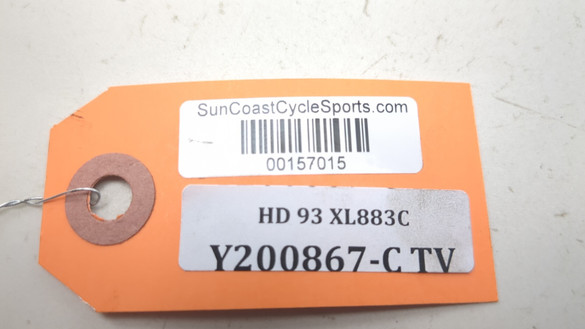 SunCoastCycleSports.com
00157015
HD 93 XL883C
Y200867-C TV